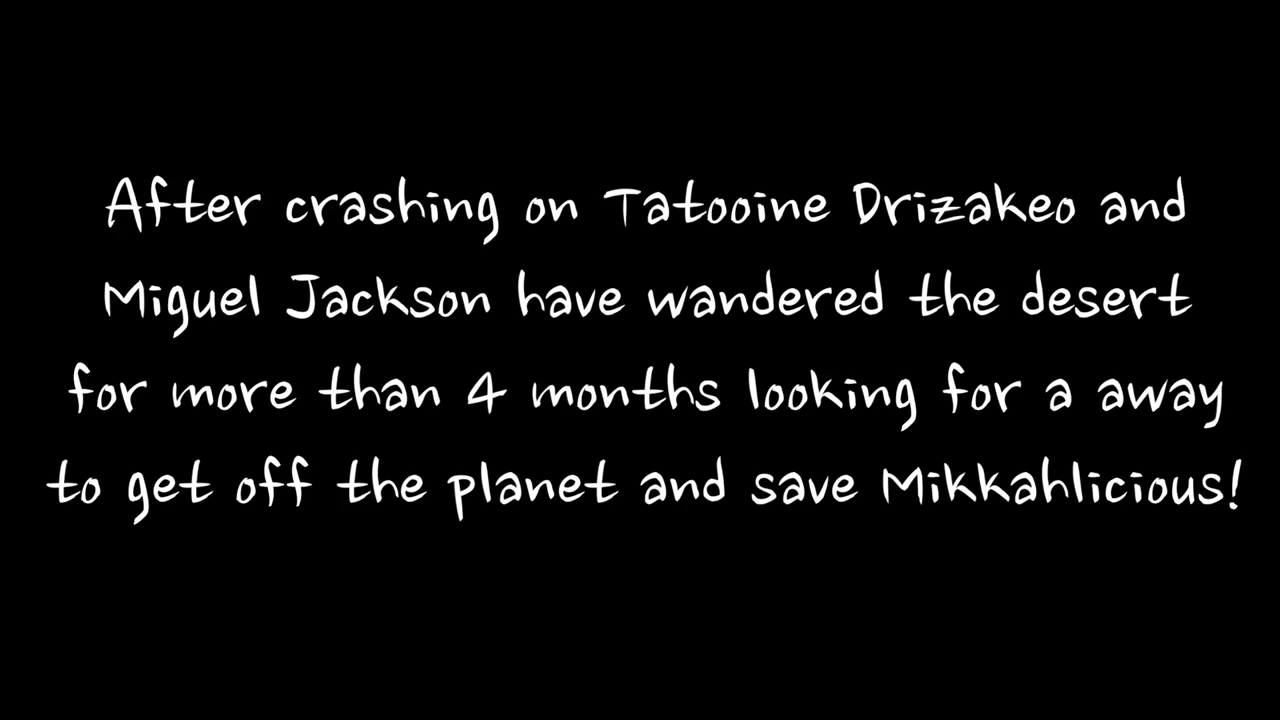 After crashing on Tatooine Drizakeo and
Miguel Jackson have wandered the desert
for more than 4 months looking for a away
to get off the planet and save Mikkahlicious!